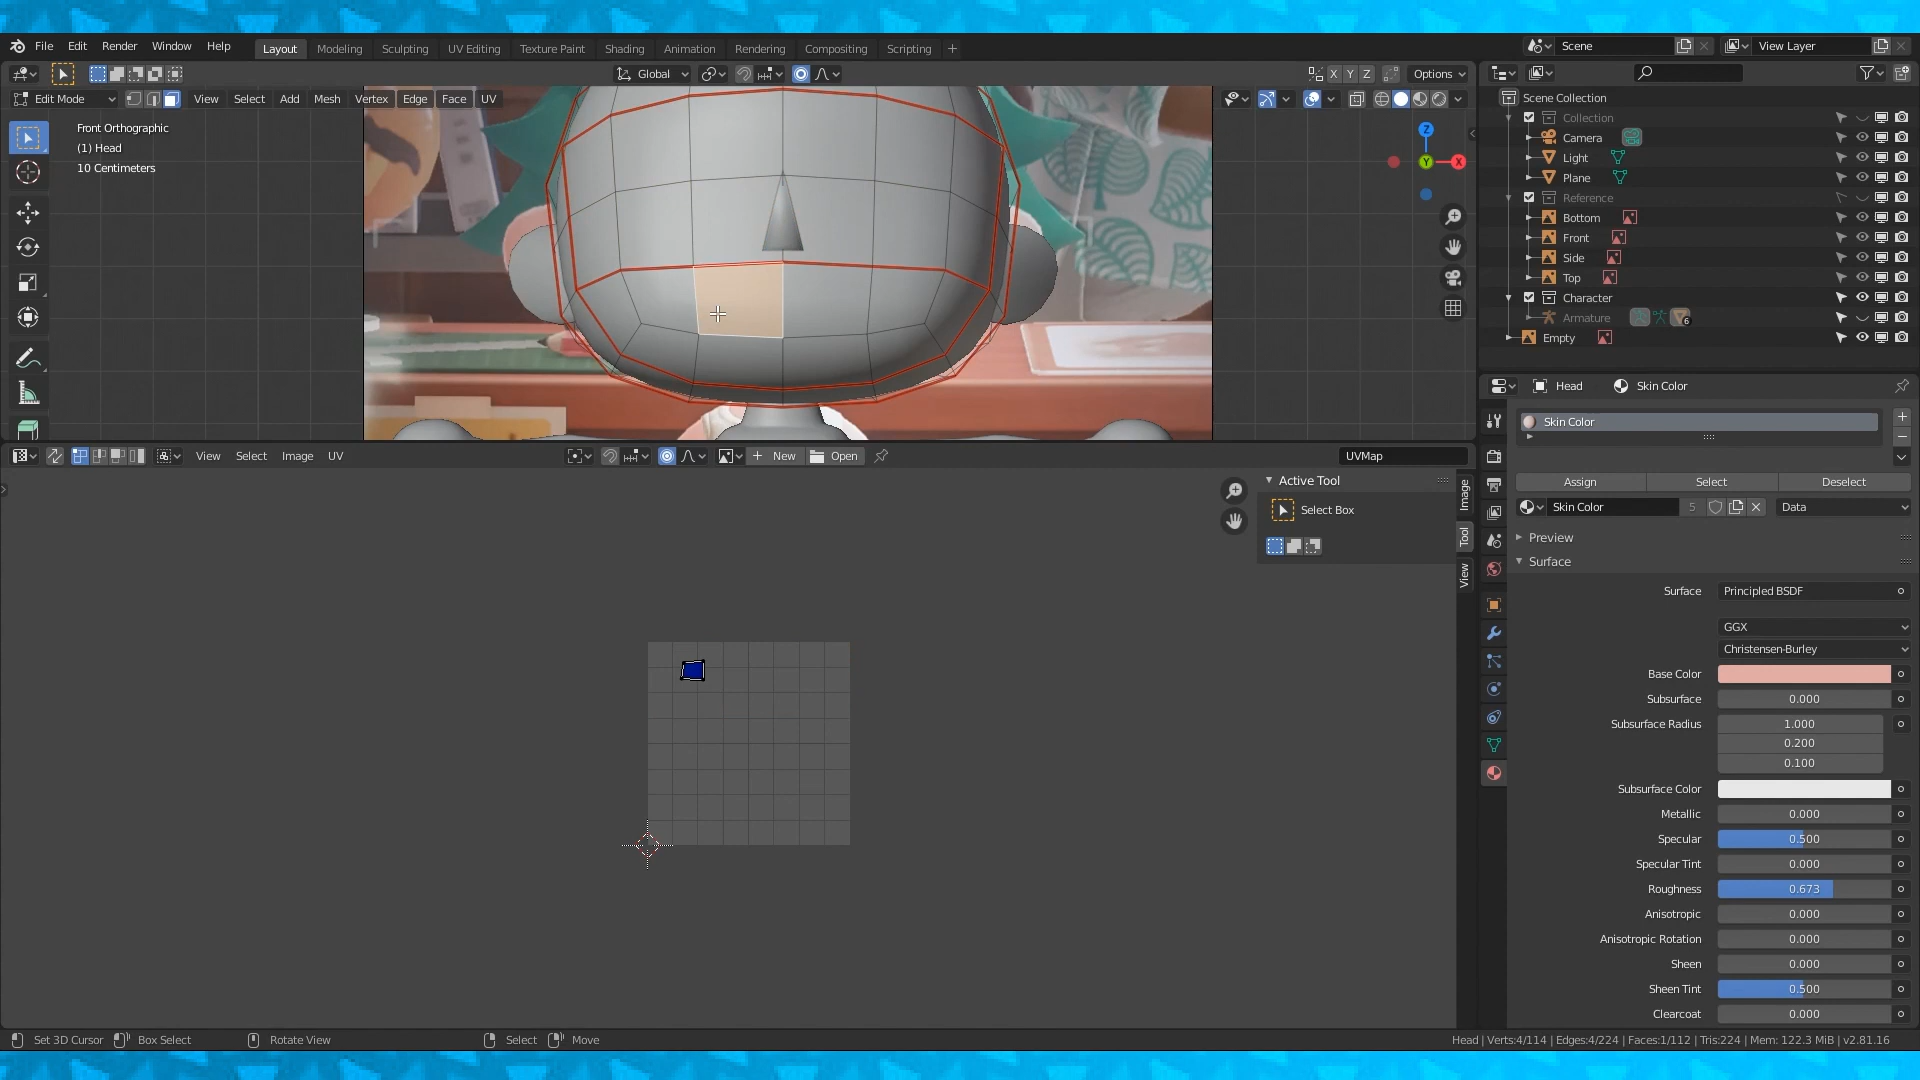 File Edit Render Window Help
Layout Modeling Sculpting UV Editing Texture Paint Shading Animation Rendering Compositing Scripting +
Scene
View Layer
Global
X Y Z
Options
Edit Mode
View Select Add Mesh Vertex Edge Face UV
Front Orthographic
(1) Head
10 Centimeters
Z
Y
X
Scene Collection
Collection
Camera
Light
Plane
Reference
Bottom
Front
Side
Top
Character
Armature
6
Empty
Head
Skin Color
Skin Color
Assign
Select
Deselect
Skin Color
5
Data
Preview
Surface
Surface
Principled BSDF
GGX
Christensen-Burley
Base Color
Subsurface
0.000
Subsurface Radius
1.000
0.200
0.100
Subsurface Color
Metallic
0.000
Specular
0.500
Specular Tint
0.000
Roughness
0.673
Anisotropic
0.000
Anisotropic Rotation
0.000
Sheen
0.000
Sheen Tint
0.500
Clearcoat
0.000
View Select Image UV
New
Open
UVMap
Active Tool
Select Box
Image
Tool
View
Set 3D Cursor
Box Select
Rotate View
Select
Move
Head | Verts:4/114 | Edges:4/224 | Faces:1/112 | Tris:224 | Mem: 122.3 MiB | v2.81.16